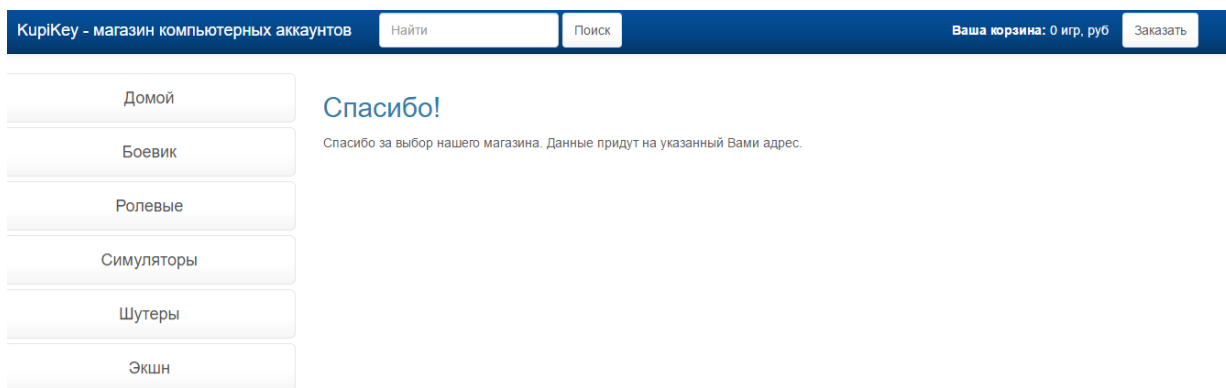 KupiKey - магазин компьютерных аккаунтов
Найти
Поиск
Ваша корзина: 0 игр, руб
Заказать
Домой
Боевик
Ролевые
Симуляторы
Шутеры
Экшн
Спасибо!
Спасибо за выбор нашего магазина. Данные придут на указанный Вами адрес.